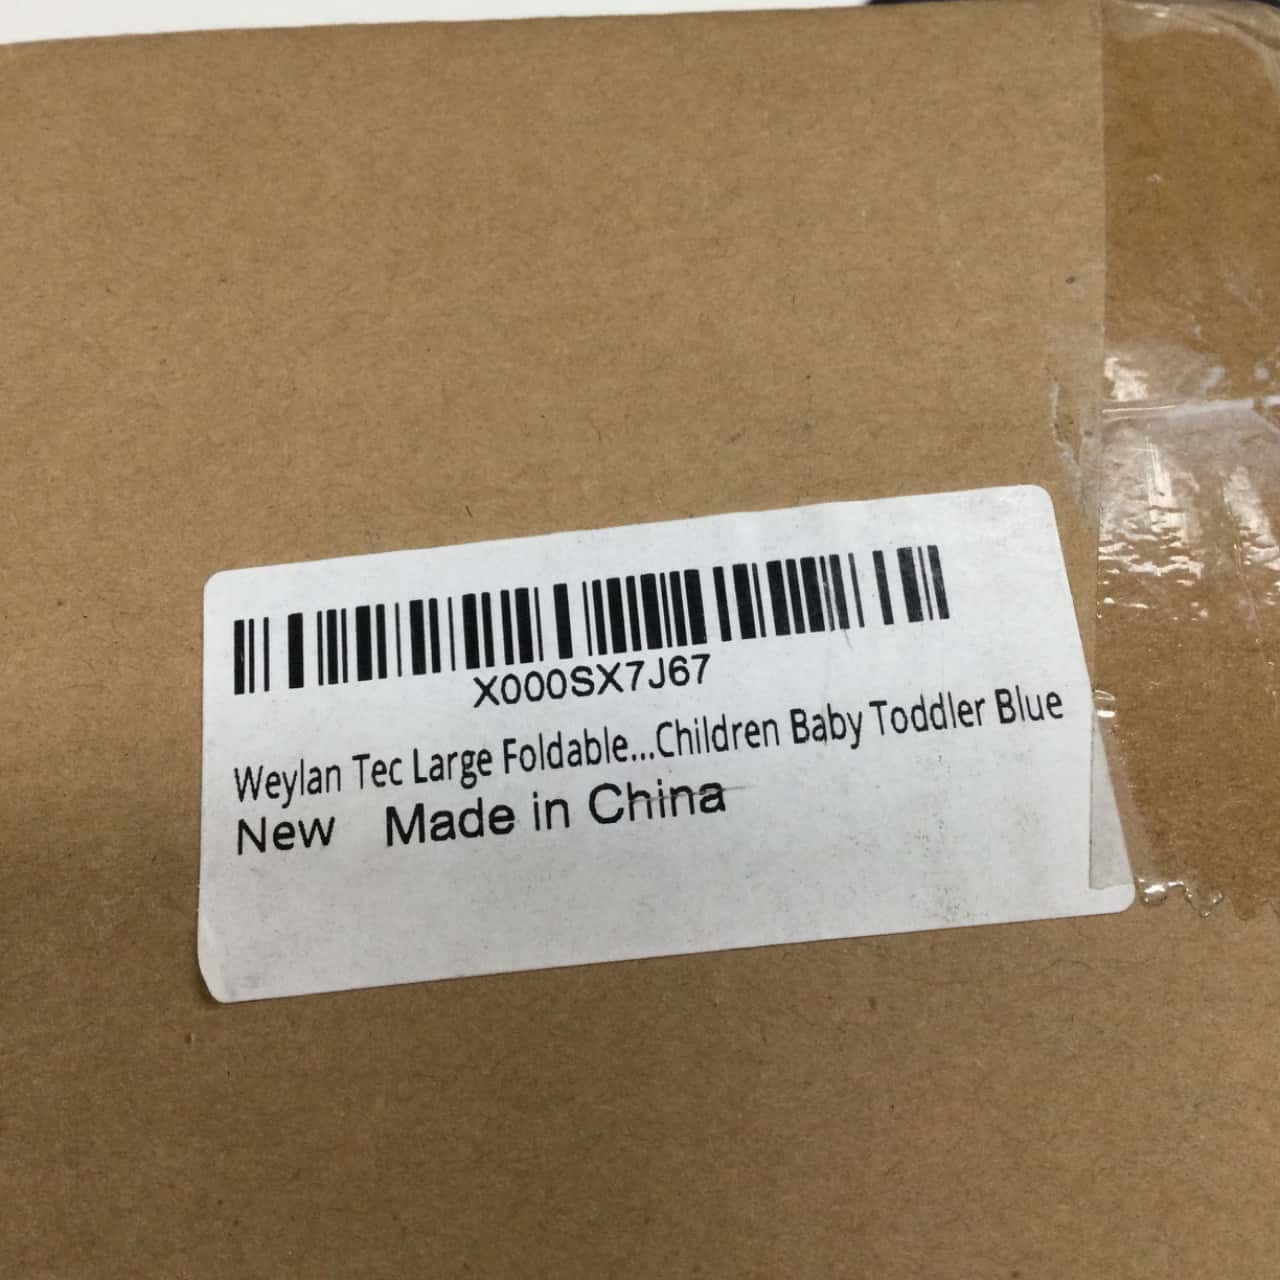 X000SX7J67
Weylan Tec Large Foldable...Children Baby Toddler Blue
New Made in China